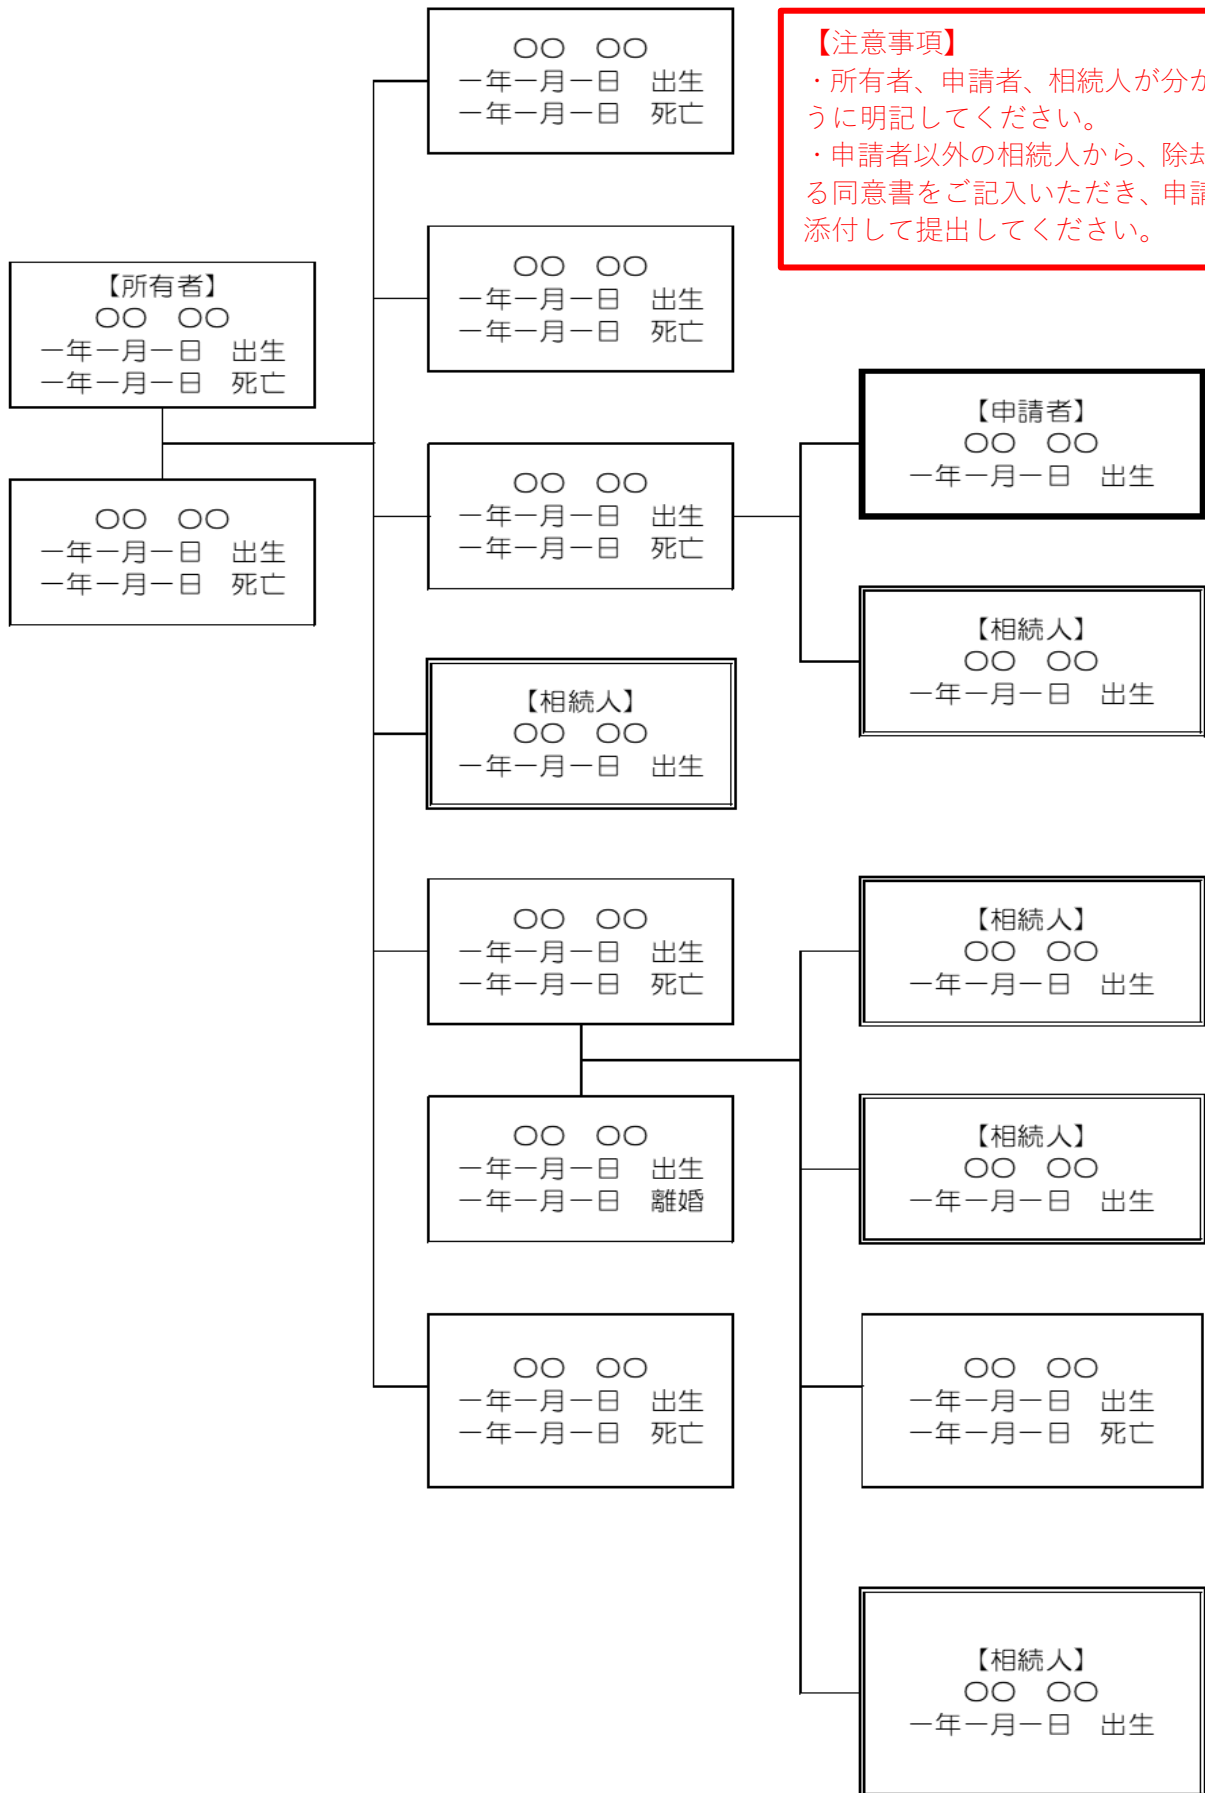 【所有者】
〇〇　〇〇
一年一月一日　出生
一年一月一日　死亡
〇〇　〇〇
一年一月一日　出生
一年一月一日　死亡
〇〇　〇〇
一年一月一日　出生
一年一月一日　死亡
〇〇　〇〇
一年一月一日　出生
一年一月一日　死亡
〇〇　〇〇
一年一月一日　出生
一年一月一日　死亡
【相続人】
〇〇　〇〇
一年一月一日　出生
〇〇　〇〇
一年一月一日　出生
一年一月一日　死亡
〇〇　〇〇
一年一月一日　出生
一年一月一日　離婚
〇〇　〇〇
一年一月一日　出生
一年一月一日　死亡
【注意事項】
・所有者、申請者、相続人が分か
うに明記してください。
・申請者以外の相続人から、除却
る同意書をご記入いただき、申請
添付して提出してください。
【申請者】
〇〇　〇〇
一年一月一日　出生
【相続人】
〇〇　〇〇
一年一月一日　出生
【相続人】
〇〇　〇〇
一年一月一日　出生
【相続人】
〇〇　〇〇
一年一月一日　出生
〇〇　〇〇
一年一月一日　出生
一年一月一日　死亡
【相続人】
〇〇　〇〇
一年一月一日　出生